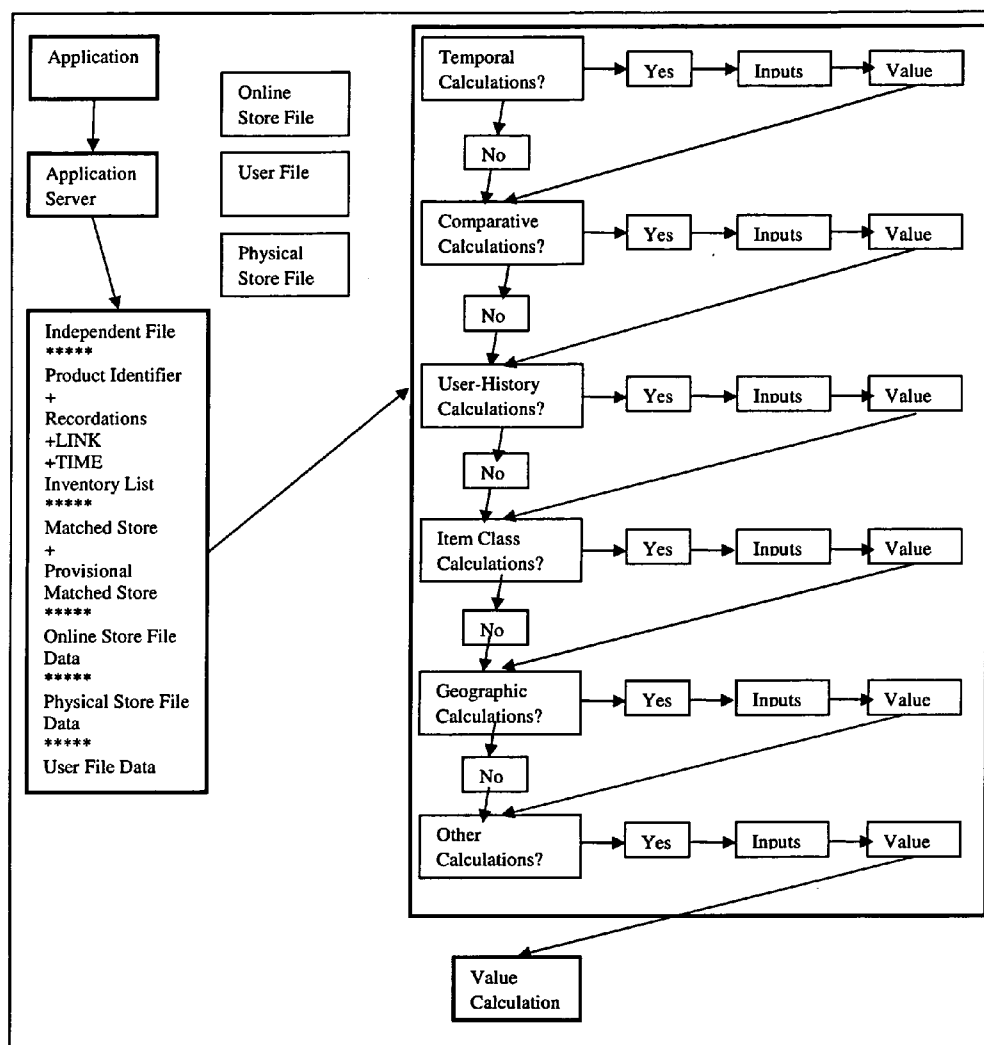 Application
Application
Server
Online
Store File
User File
Physical
Store File
Independent File
*****
Product Identifier
+
Recordations
+LINK
+TIME
Inventory List
*****
Matched Store
+
Provisional
Matched Store
*****
Online Store File
Data
*****
Physical Store File
Data
*****
User File Data
Temporal
Calculations?
Yes
Inputs
Value
No
Comparative
Calculations?
Yes
Inputs
Value
No
User-History
Calculations?
Yes
Inputs
Value
No
Item Class
Calculations?
Yes
Inputs
Value
No
Geographic
Calculations?
Yes
Inputs
Value
No
Other
Calculations?
Yes
Inputs
Value
Value
Calculation